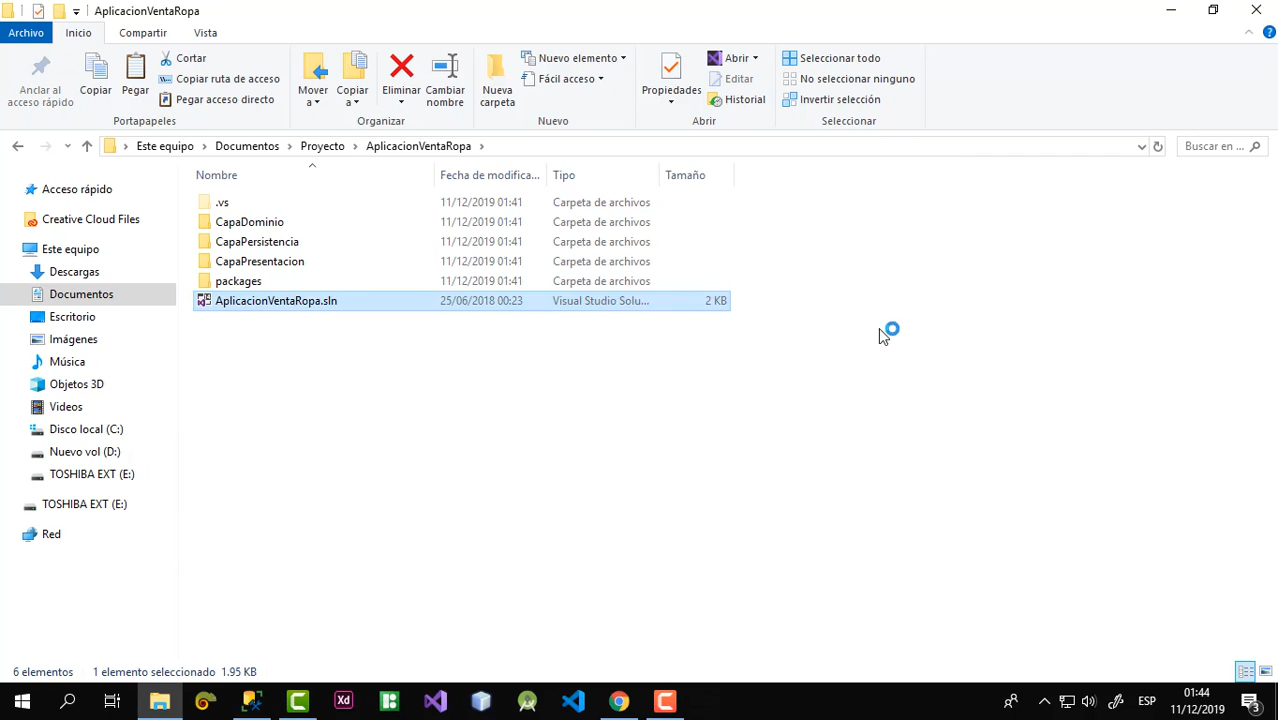 AplicacionVentaRopa
Archivo Inicio Compartir Vista
Anclar al acceso rápido
Copiar
Pegar
Cortar
Copiar ruta de acceso
Pegar acceso directo
Portapapeles
Mover a
Copiar a
Eliminar
Cambiar nombre
Organizar
Nueva carpeta
Nuevo elemento
Fácil acceso
Nuevo
Propiedades
Abrir
Editar
Historial
Abrir
Seleccionar todo
No seleccionar ninguno
Invertir selección
Seleccionar
Este equipo > Documentos > Proyecto > AplicacionVentaRopa >
Buscar en ...
Nombre Fecha de modifica... Tipo Tamaño
.vs 11/12/2019 01:41 Carpeta de archivos
CapaDominio 11/12/2019 01:41 Carpeta de archivos
CapaPersistencia 11/12/2019 01:41 Carpeta de archivos
CapaPresentacion 11/12/2019 01:41 Carpeta de archivos
packages 11/12/2019 01:41 Carpeta de archivos
AplicacionVentaRopa.sln 25/06/2018 00:23 Visual Studio Solu... 2 KB
Acceso rápido
Creative Cloud Files
Este equipo
Descargas
Documentos
Escritorio
Imágenes
Música
Objetos 3D
Videos
Disco local (C:)
Nuevo vol (D:)
TOSHIBA EXT (E:)
TOSHIBA EXT (E:)
Red
6 elementos 1 elemento seleccionado 1.95 KB
Xd
ESP
01:44
11/12/2019
3